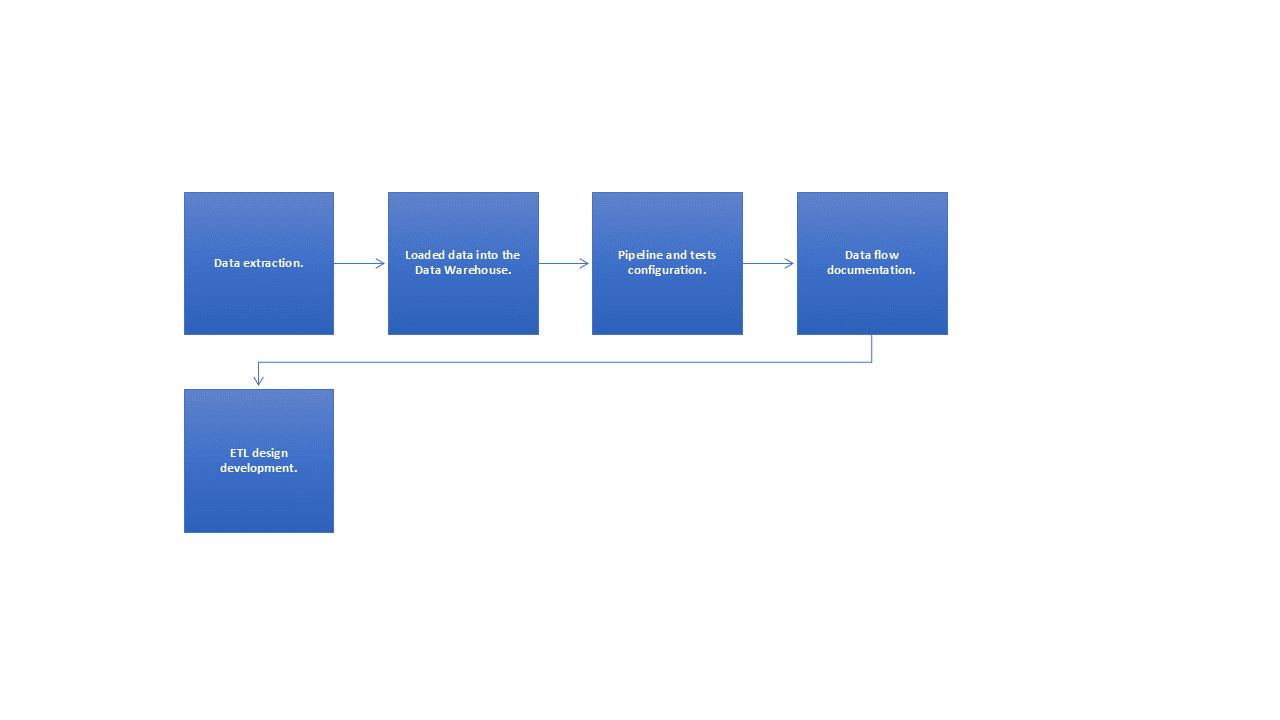 Data extraction.
Loaded data into the
Data Warehouse.
Pipeline and tests
configuration.
Data flow
documentation.
ETL design
development.